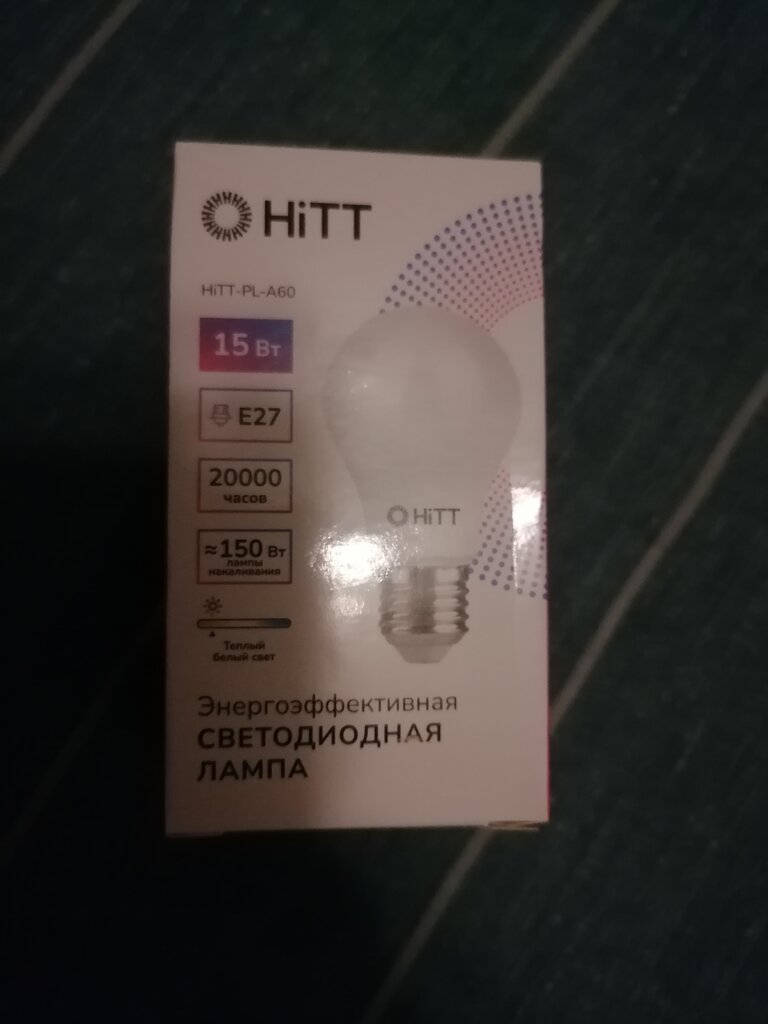 HiTT
HiTT-PL-A60
15 Вт
E27
20000
часов
≈150 Вт
лампы
накаливания
HiTT
Теплый
белый свет
Энергоэффективная
СВЕТОДИОДНАЯ
ЛАМПА